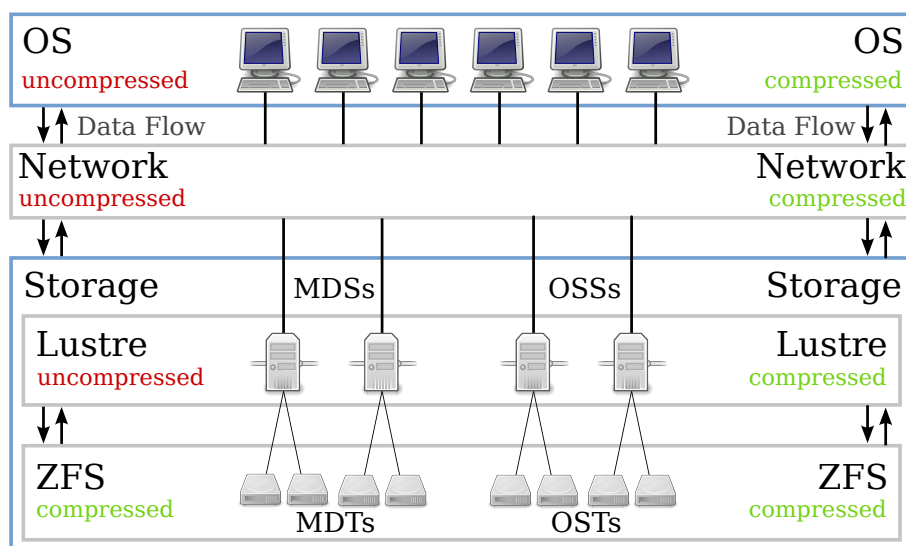 OS OS
uncompressed compressed
Data Flow Data Flow
Network Network
uncompressed compressed
Storage MDSs OSSs Storage
Lustre Lustre
uncompressed compressed
ZFS ZFS
compressed compressed
MDTs OSTs